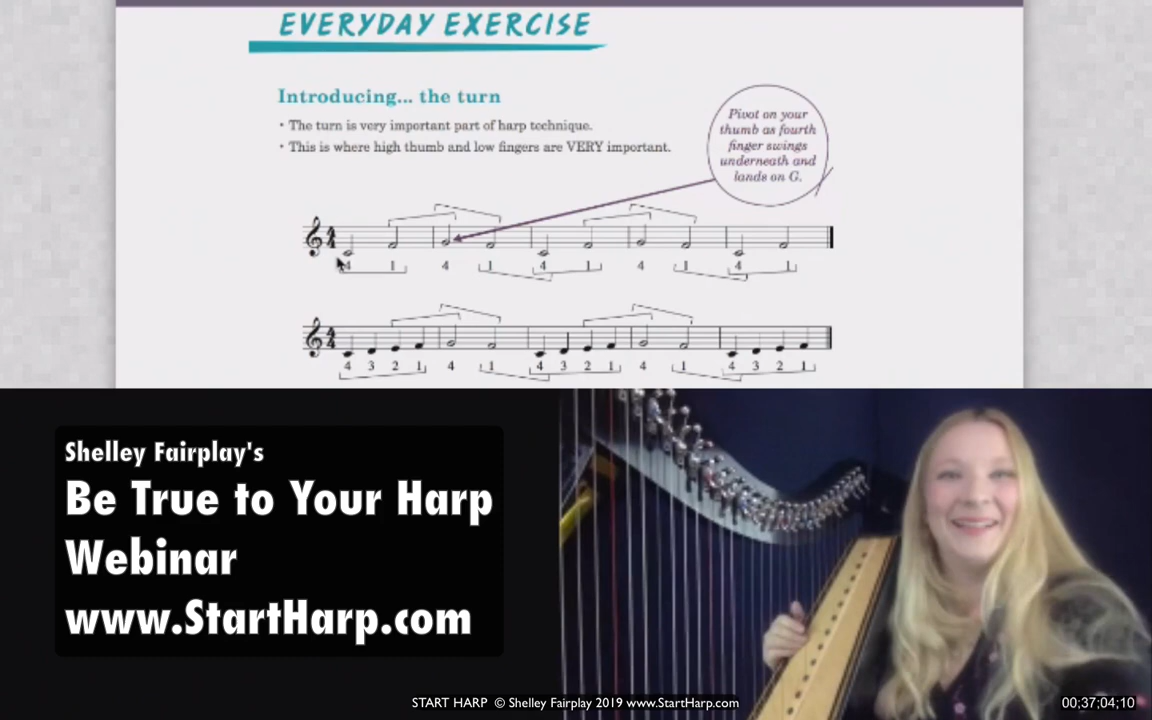 EVERYDAY EXERCISE
Introducing... the turn
• The turn is very important part of harp technique.
• This is where high thumb and low fingers are VERY important.
Pivot on your
thumb as fourth
finger swings
underneath and
lands on G.
4 1 4 1 4 1 4 1 4 1
4 3 2 1 4 1 4 3 2 1 4 1 4 3 2 1
Shelley Fairplay's
Be True to Your Harp
Webinar
www.StartHarp.com
START HARP © Shelley Fairplay 2019 www.StartHarp.com
00;37;04;10